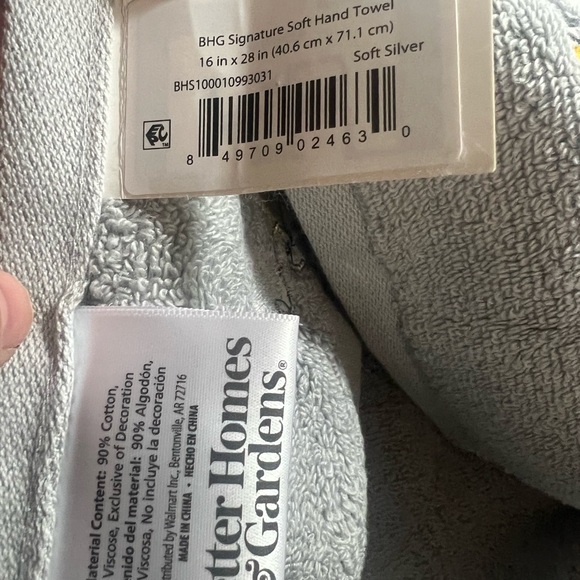 BHG Signature Soft Hand Towel
16 in x 28 in (40.6 cm x 71.1 cm)
Soft Silver
BHS100010993031
8 49709 02463 0
aterial Content: 90% Cotton,
Viscose, Exclusive of Decoration
nido del material: 90% Algodón,
Viscosa, No incluye la decoración
tributed by Walmart Inc., Bentonville, AR 72716
MADE IN CHINA • HECHO EN CHINA
tter Homes
& Gardens®